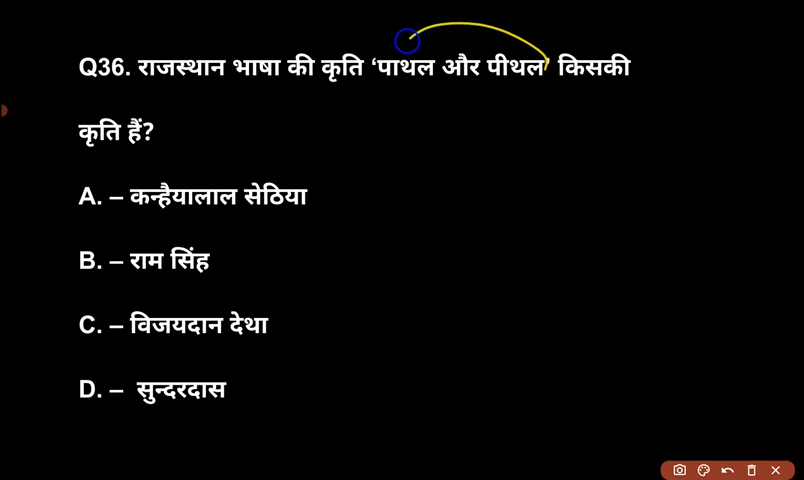 Q36. राजस्थान भाषा की कृति ‘पाथल और पीथल’ किसकी
कृति हैं?
A. – कन्हैयालाल सेठिया
B. – राम सिंह
C. – विजयदान देथा
D. – सुन्दरदास